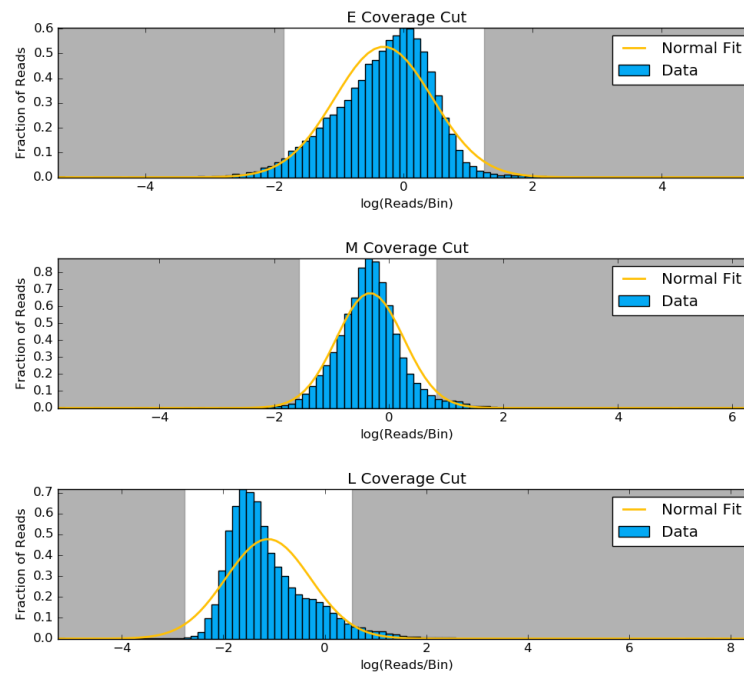 E Coverage Cut
Fraction of Reads
0.6
0.5
0.4
0.3
0.2
0.1
0.0
Normal Fit
Data
−4 −2 0 2 4
log(Reads/Bin)
M Coverage Cut
Fraction of Reads
0.8
0.7
0.6
0.5
0.4
0.3
0.2
0.1
0.0
Normal Fit
Data
−4 −2 0 2 4 6
log(Reads/Bin)
L Coverage Cut
Fraction of Reads
0.7
0.6
0.5
0.4
0.3
0.2
0.1
0.0
Normal Fit
Data
−4 −2 0 2 4 6 8
log(Reads/Bin)